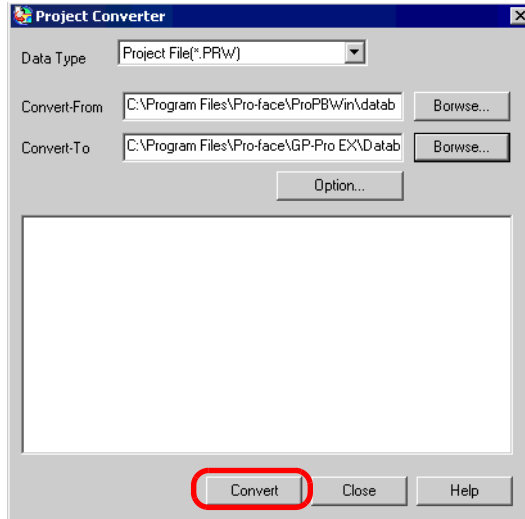 Project Converter
Data Type Project File(*.PRW)
Convert-From C:\Program Files\Pro-face\ProPBWin\datab Borwse...
Convert-To C:\Program Files\Pro-face\GP-Pro EX\Datab Borwse...
Option...
Convert Close Help